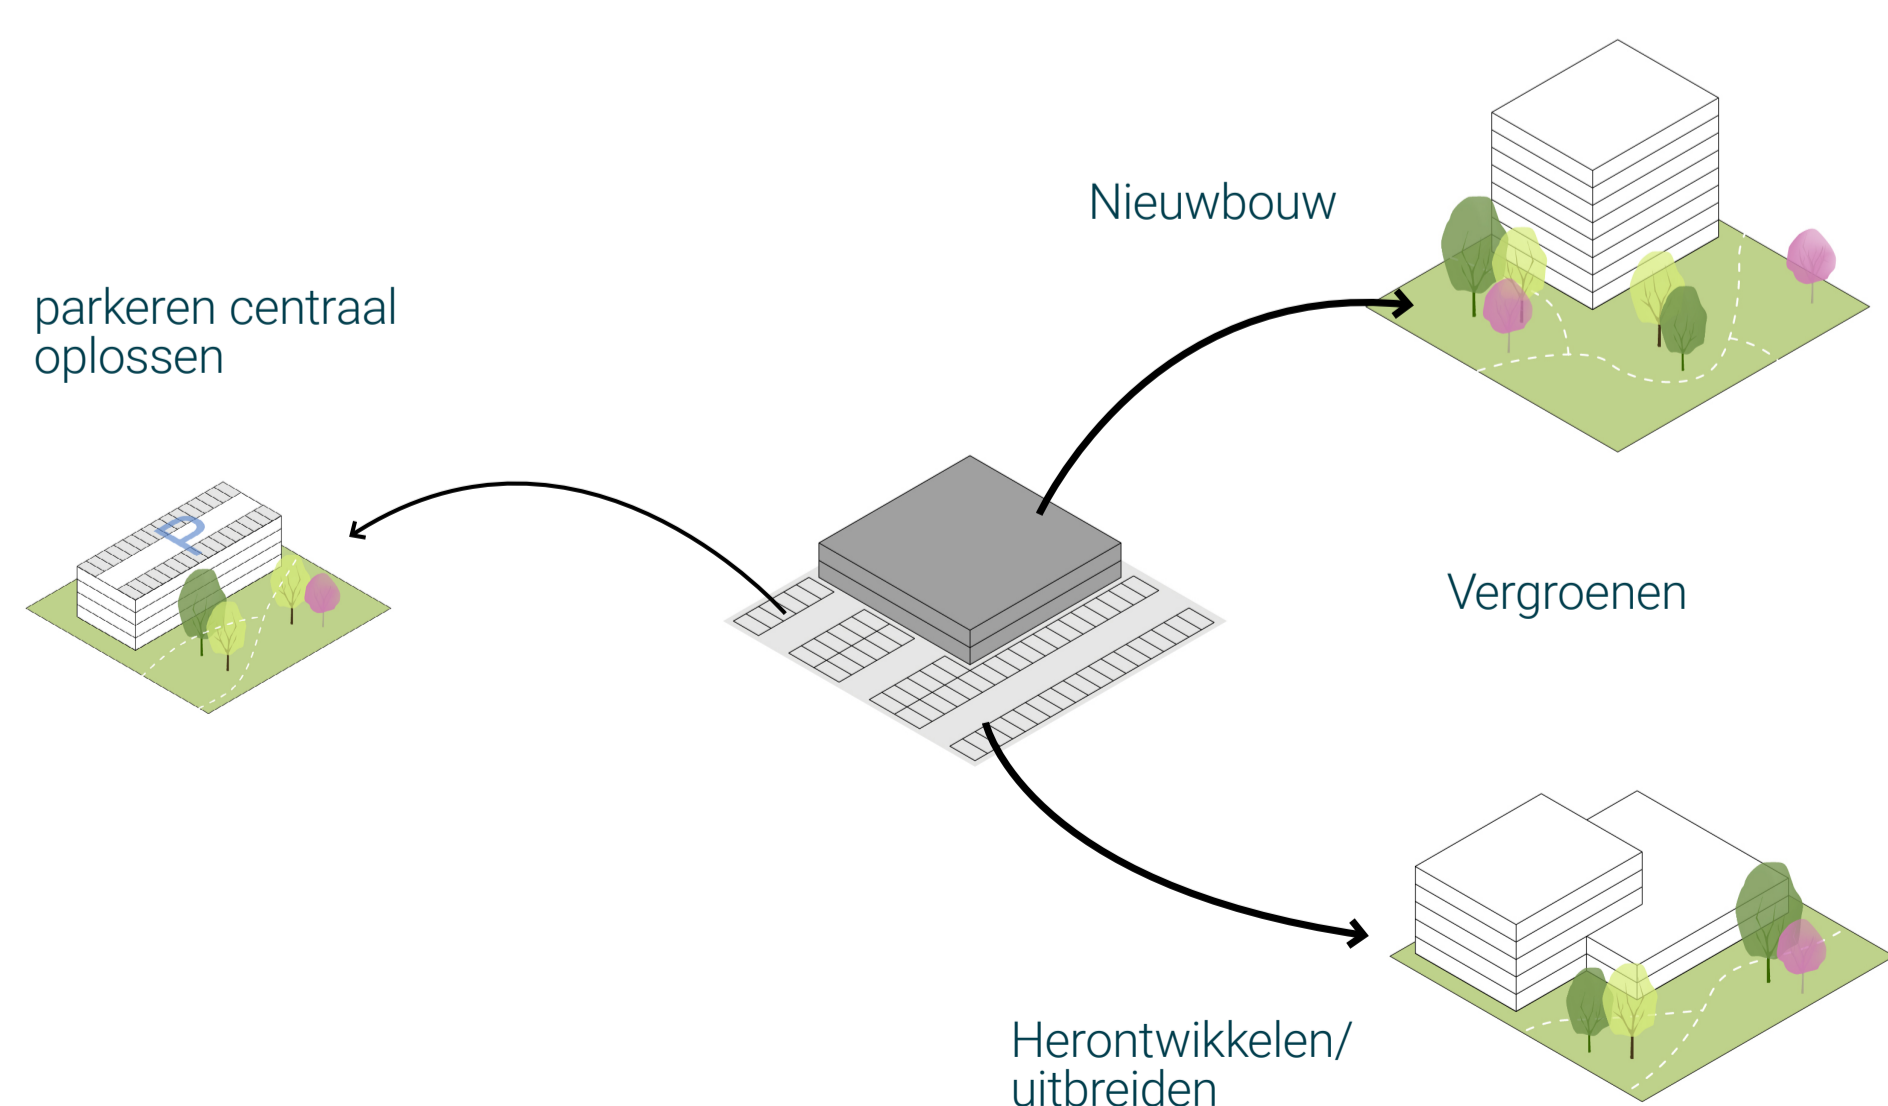 Nieuwbouw
parkeren centraal
oplossen
P
Vergroenen
Herontwikkelen/
uitbreiden